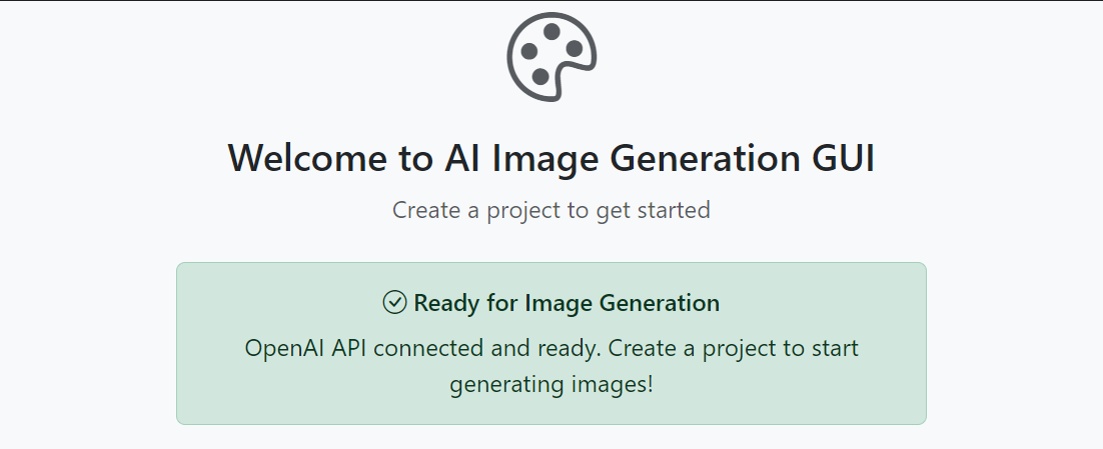 Welcome to AI Image Generation GUI
Create a project to get started
Ready for Image Generation
OpenAI API connected and ready. Create a project to start
generating images!